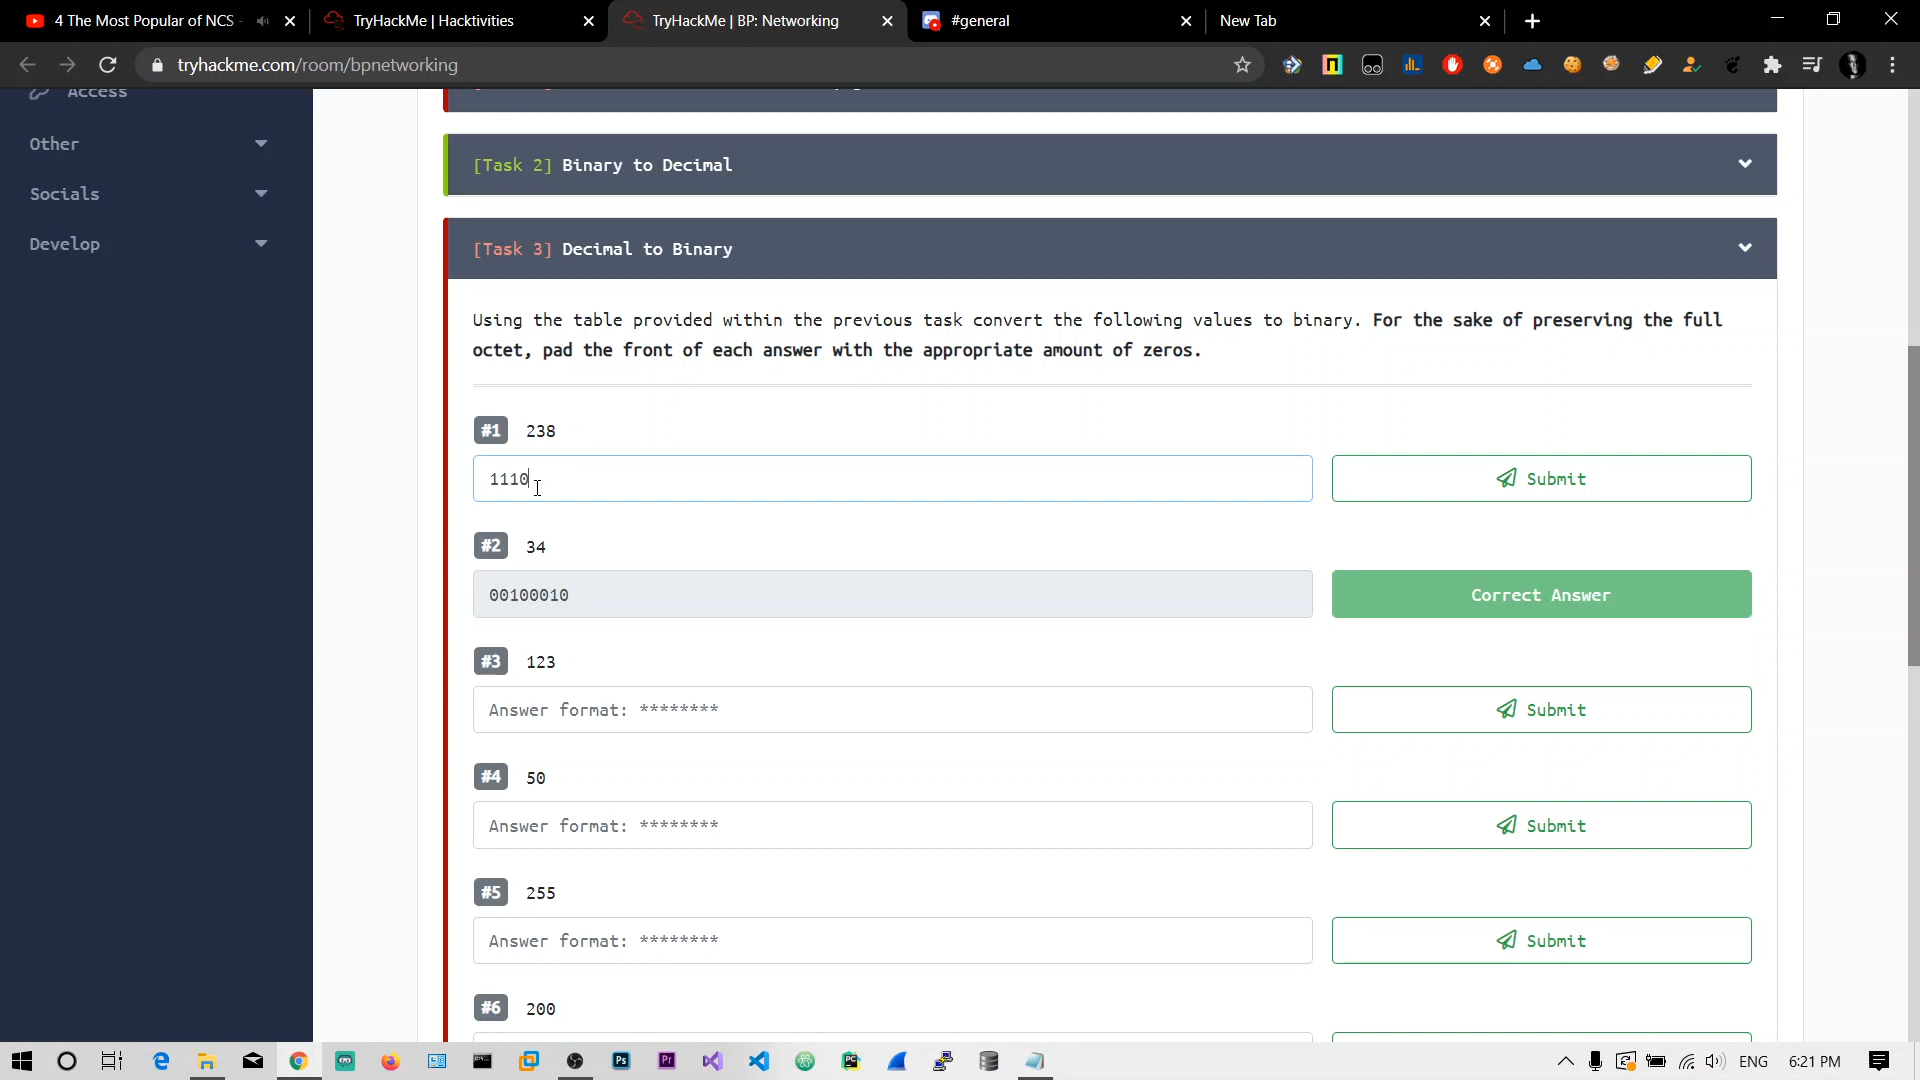 4 The Most Popular of NCS
TryHackMe | Hacktivities
TryHackMe | BP: Networking
#general
New Tab
tryhackme.com/room/bpnetworking
Access
Other
Socials
Develop
[Task 2] Binary to Decimal
[Task 3] Decimal to Binary
Using the table provided within the previous task convert the following values to binary. For the sake of preserving the full
octet, pad the front of each answer with the appropriate amount of zeros.
#1 238
1110 Submit
#2 34
00100010 Correct Answer
#3 123
Answer format: ******** Submit
#4 50
Answer format: ******** Submit
#5 255
Answer format: ******** Submit
#6 200
Ps Pr PC ENG 6:21 PM